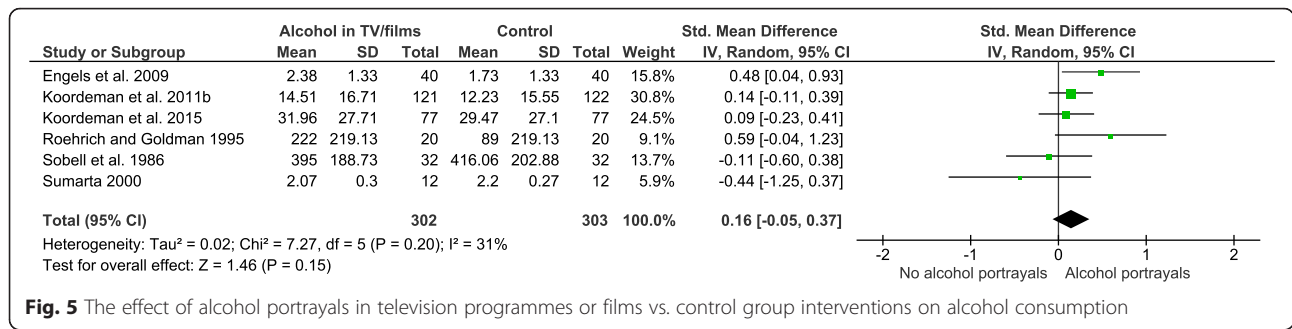 Alcohol in TV/films Control Std. Mean Difference Std. Mean Difference
Study or Subgroup Mean SD Total Mean SD Total Weight IV, Random, 95% CI IV, Random, 95% CI
Engels et al. 2009 2.38 1.33 40 1.73 1.33 40 15.8% 0.48 [0.04, 0.93]
Koordeman et al. 2011b 14.51 16.71 121 12.23 15.55 122 30.8% 0.14 [-0.11, 0.39]
Koordeman et al. 2015 31.96 27.71 77 29.47 27.1 77 24.5% 0.09 [-0.23, 0.41]
Roehrich and Goldman 1995 222 219.13 20 89 219.13 20 9.1% 0.59 [-0.04, 1.23]
Sobell et al. 1986 395 188.73 32 416.06 202.88 32 13.7% -0.11 [-0.60, 0.38]
Sumarta 2000 2.07 0.3 12 2.2 0.27 12 5.9% -0.44 [-1.25, 0.37]
Total (95% CI) 302 303 100.0% 0.16 [-0.05, 0.37]
Heterogeneity: Tau² = 0.02; Chi² = 7.27, df = 5 (P = 0.20); I² = 31%
Test for overall effect: Z = 1.46 (P = 0.15)
-2 -1 0 1 2
No alcohol portrayals Alcohol portrayals
Fig. 5 The effect of alcohol portrayals in television programmes or films vs. control group interventions on alcohol consumption